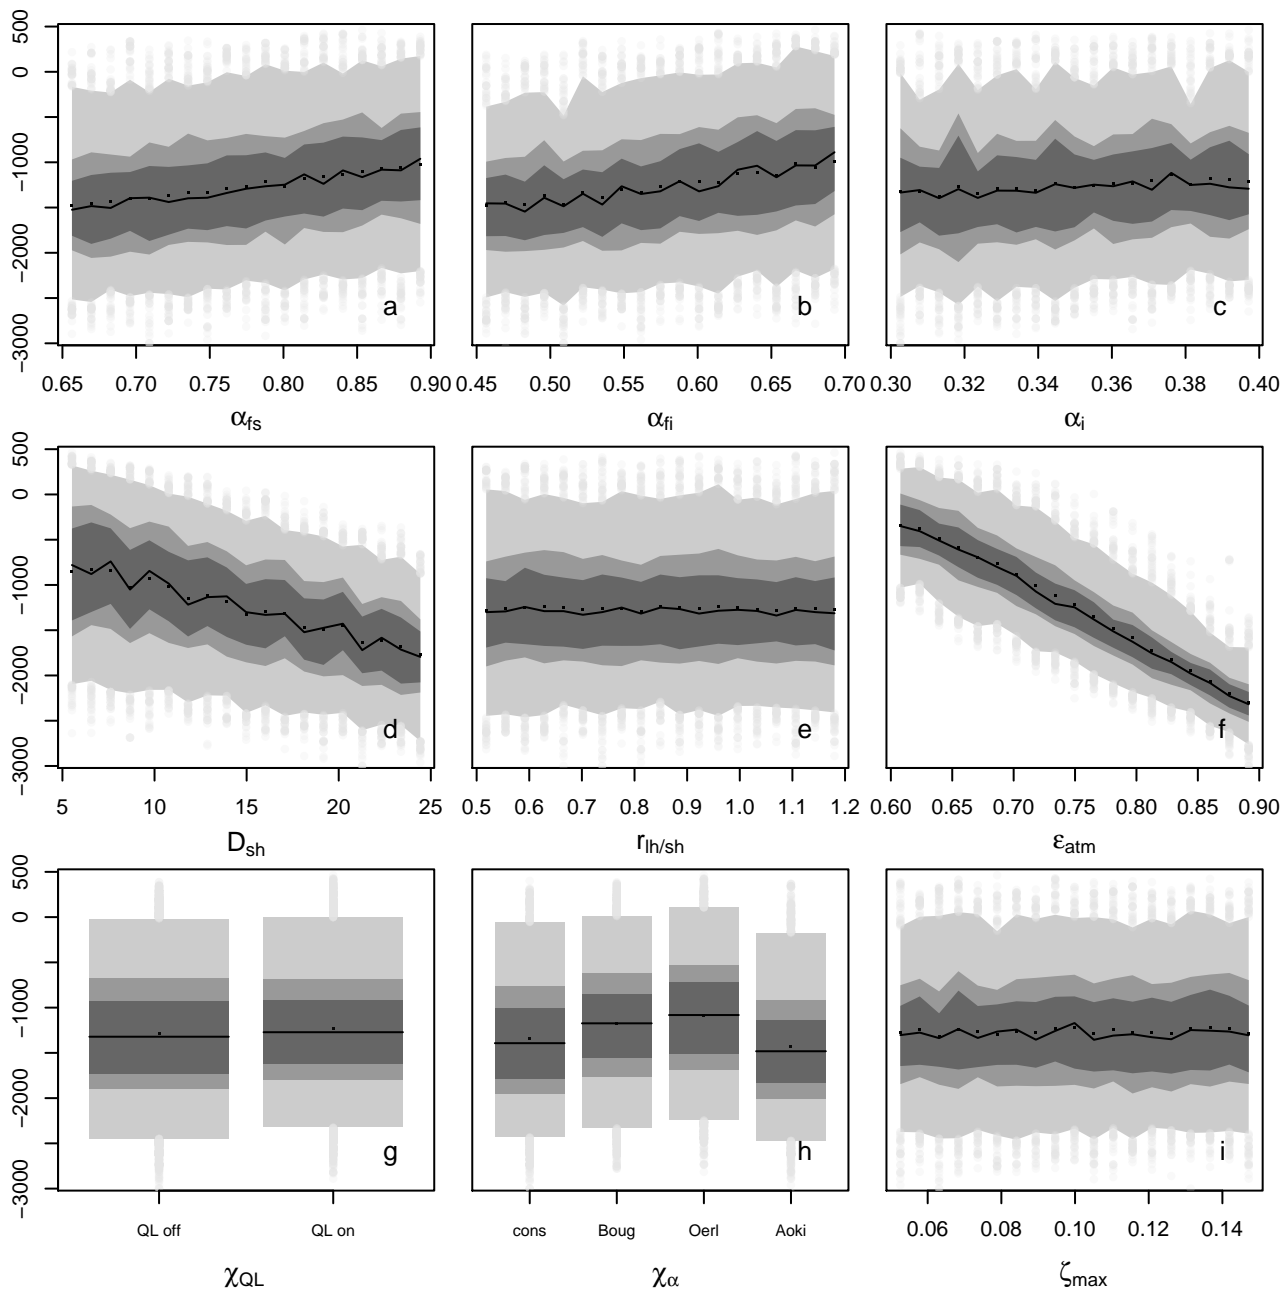 500
0
−1000
−2000
−3000
a
b
c
0.65 0.70 0.75 0.80 0.85 0.90
0.45 0.50 0.55 0.60 0.65 0.70
0.30 0.32 0.34 0.36 0.38 0.40
αfs
αfi
αi
500
0
−1000
−2000
−3000
d
e
f
5 10 15 20 25
0.5 0.6 0.7 0.8 0.9 1.0 1.1 1.2
0.60 0.65 0.70 0.75 0.80 0.85 0.90
Dsh
rlh/sh
εatm
500
0
−1000
−2000
−3000
g
h
i
QL off QL on
cons Boug Oerl Aoki
0.06 0.08 0.10 0.12 0.14
χQL
χα
ζmax